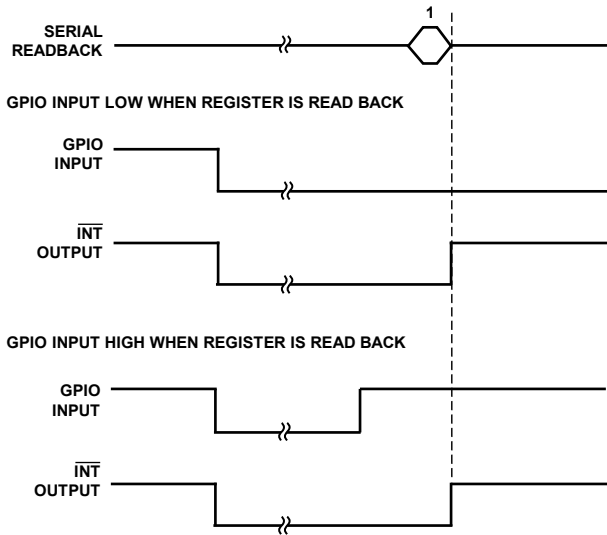 1
SERIAL
READBACK
GPIO INPUT LOW WHEN REGISTER IS READ BACK
GPIO
INPUT
INT
OUTPUT
GPIO INPUT HIGH WHEN REGISTER IS READ BACK
GPIO
INPUT
INT
OUTPUT